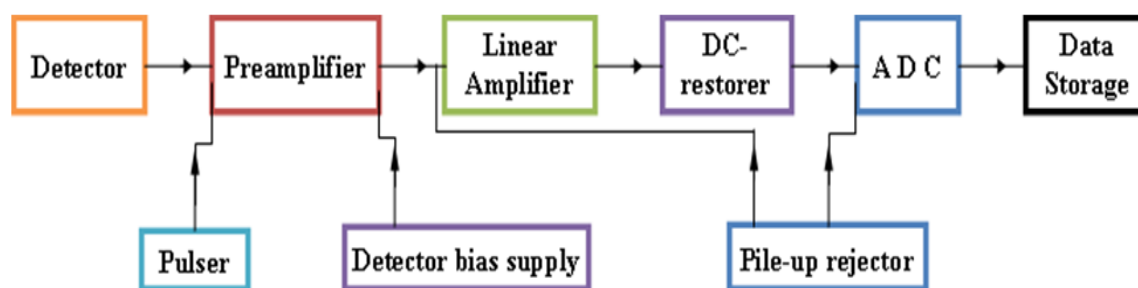 Detector
Preamplifier
Linear
Amplifier
DC-
restorer
A D C
Data
Storage
Pulser
Detector bias supply
Pile-up rejector